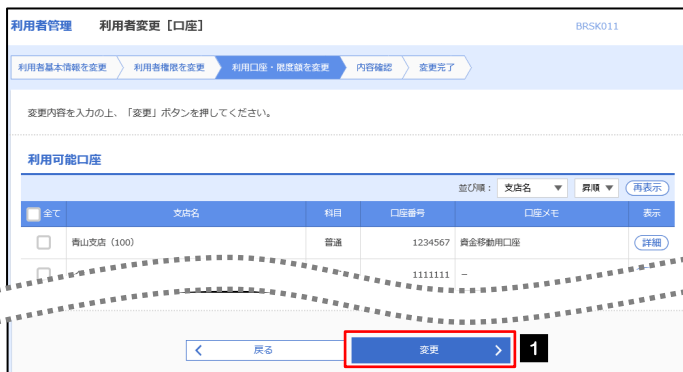 利用者管理 利用者変更［口座］ BRSK011
利用者基本情報を変更 利用者権限を変更 利用口座・限度額を変更 内容確認 変更完了
変更内容を入力の上、「変更」ボタンを押してください。
利用可能口座
並び順： 支店名 ▼ 昇順 ▼ 再表示
全て 支店名 科目 口座番号 口座メモ 表示
青山支店（100） 普通 1234567 資金移動用口座 詳細
1111111 －
戻る 変更 1